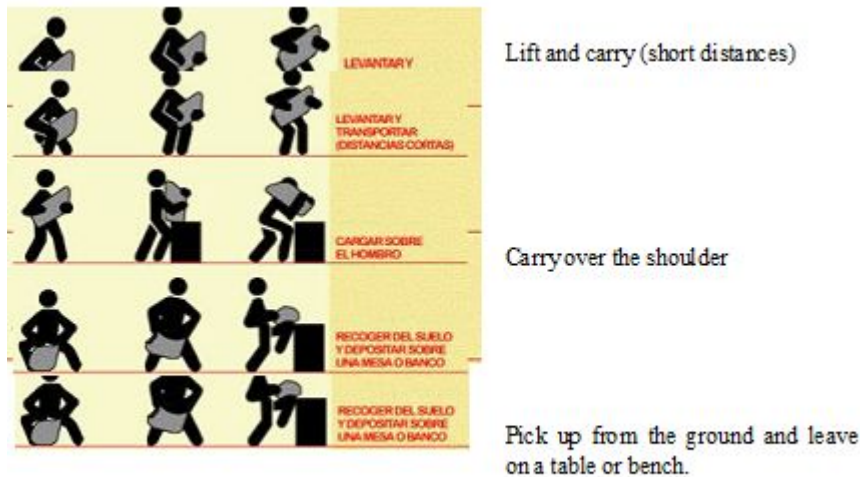 LEVANTAR Y
Lift and carry (short distances)
LEVANTAR Y
TRANSPORTAR
(DISTANCIAS CORTAS)
CARGAR SOBRE
EL HOMBRO
Carry over the shoulder
RECOGER DEL SUELO
Y DEPOSITAR SOBRE
UNA MESA O BANCO
RECOGER DEL SUELO
Y DEPOSITAR SOBRE
UNA MESA O BANCO
Pick up from the ground and leave
on a table or bench.